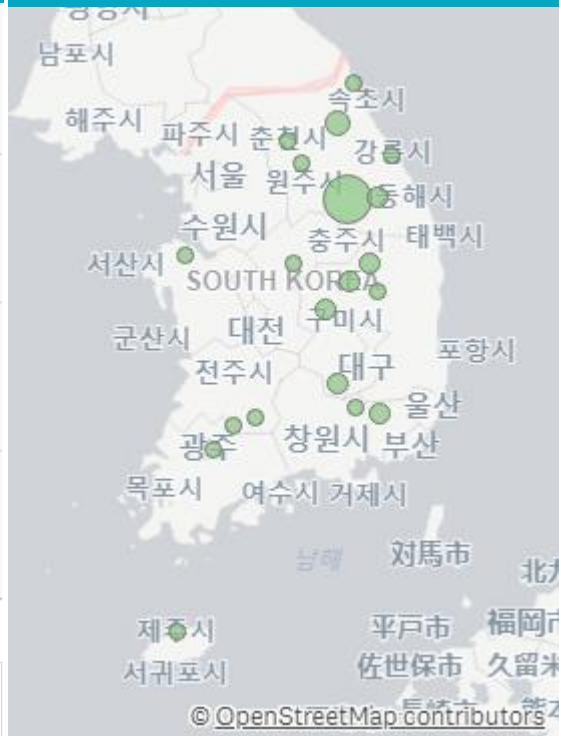 남포시
해주시
파주시
춘천시
속초시
강릉시
서울
원주시
동해시
수원시
충주시
태백시
서산시
SOUTH KOREA
군산시
대전
구미시
포항시
전주시
대구
울산
광주
창원시
부산
목포시
여수시
거제시
남해
対馬市
제주시
서귀포시
平戸市
福岡市
佐世保市
久留米
© OpenStreetMap contributors